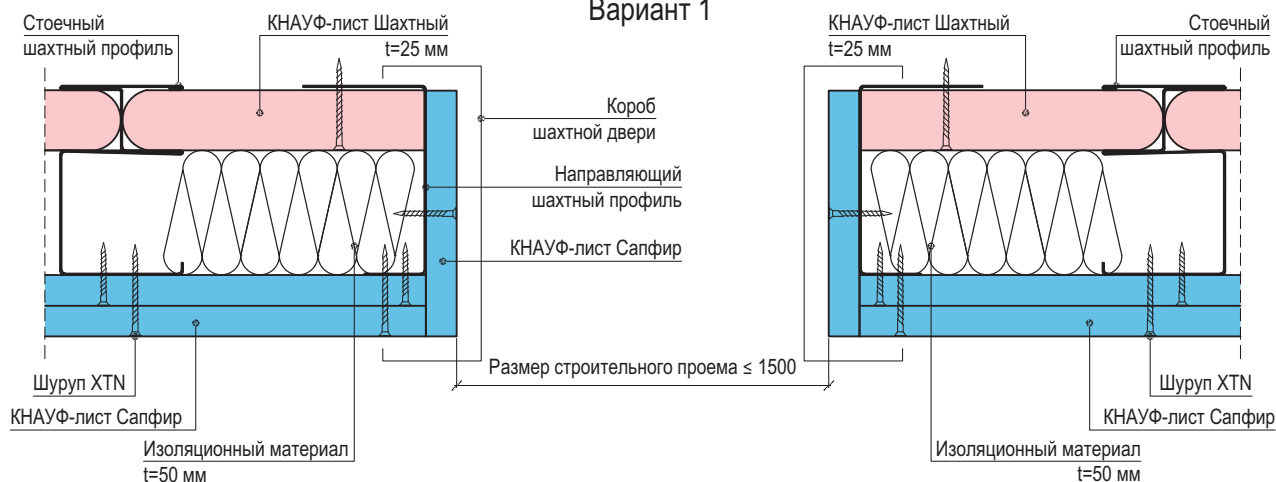 Вариант 1
Стоечный
шахтный профиль
КНАУФ-лист Шахтный
t=25 мм
КНАУФ-лист Шахтный
t=25 мм
Стоечный
шахтный профиль
Короб
шахтной двери
Направляющий
шахтный профиль
КНАУФ-лист Сапфир
Размер строительного проема ≤ 1500
Шуруп XTN
КНАУФ-лист Сапфир
Изоляционный материал
t=50 мм
Шуруп XTN
КНАУФ-лист Сапфир
Изоляционный материал
t=50 мм